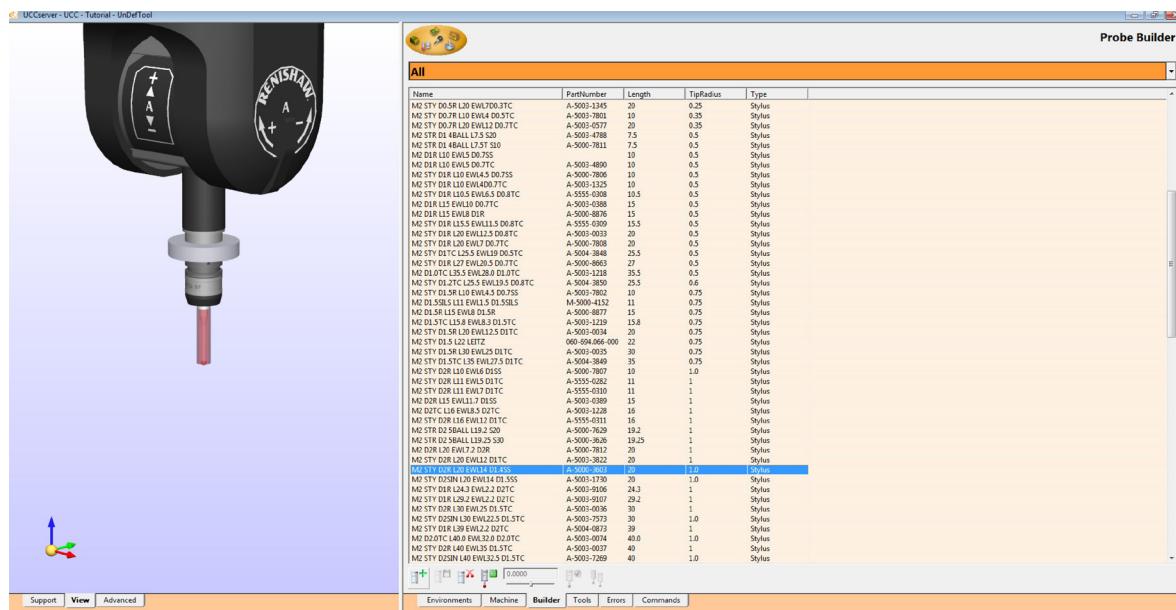 UCCserver - UCC - Tutorial - UnDefTool
Probe Builder
All
Name PartNumber Length TipRadius Type
M2 STY D0.5R L20 EWL7D0.3TC A-5003-1345 20 0.25 Stylus
M2 STY D0.7R L10 EWL4 D0.5TC A-5003-7801 10 0.35 Stylus
M2 STY D0.7R L20 EWL12 D0.7TC A-5003-0577 20 0.35 Stylus
M2 STR D1 4BALL L7.5 S20 A-5003-4788 7.5 0.5 Stylus
M2 STR D1 4BALL L7.5T S10 A-5000-7811 7.5 0.5 Stylus
M2 D1R L10 EWL5 D0.7SS 10 0.5 Stylus
M2 D1R L10 EWL5 D0.7TC A-5003-4890 10 0.5 Stylus
M2 STY D1R L10 EWL4.5 D0.7SS A-5000-7806 10 0.5 Stylus
M2 STY D1R L10 EWL4D0.7TC A-5003-1325 10 0.5 Stylus
M2 STY D1R L10.5 EWL6.5 D0.8TC A-5555-0308 10.5 0.5 Stylus
M2 D1R L15 EWL10 D0.7TC A-5003-0388 15 0.5 Stylus
M2 D1R L15 EWL8 D1R A-5000-8876 15 0.5 Stylus
M2 STY D1R L15.5 EWL11.5 D0.8TC A-5555-0309 15.5 0.5 Stylus
M2 STY D1R L20 EWL12.5 D0.8TC A-5003-0033 20 0.5 Stylus
M2 STY D1R L20 EWL7 D0.7TC A-5000-7808 20 0.5 Stylus
M2 STY D1TC L25.5 EWL19 D0.5TC A-5004-3848 25.5 0.5 Stylus
M2 STY D1R L27 EWL20.5 D0.7TC A-5000-8663 27 0.5 Stylus
M2 D1.0TC L35.5 EWL28.0 D1.0TC A-5003-1218 35.5 0.5 Stylus
M2 STY D1.2TC L25.5 EWL19.5 D0.8TC A-5004-3850 25.5 0.6 Stylus
M2 STY D1.5R L10 EWL4.5 D0.7SS A-5003-7802 10 0.75 Stylus
M2 D1.5SILS L11 EWL1.5 D1.5SILS M-5000-4152 11 0.75 Stylus
M2 D1.5R L15 EWL8 D1.5R A-5000-8877 15 0.75 Stylus
M2 D1.5TC L15.8 EWL8.3 D1.5TC A-5003-1219 15.8 0.75 Stylus
M2 STY D1.5R L20 EWL12.5 D1TC A-5003-0034 20 0.75 Stylus
M2 STY D1.5 L22 LEITZ 060-694.066-000 22 0.75 Stylus
M2 STY D1.5R L30 EWL25 D1TC A-5003-0035 30 0.75 Stylus
M2 STY D1.5TC L35 EWL27.5 D1TC A-5004-3849 35 0.75 Stylus
M2 STY D2R L10 EWL6 D1SS A-5000-7807 10 1.0 Stylus
M2 STY D2R L11 EWL5 D1TC A-5555-0282 11 1 Stylus
M2 STY D2R L11 EWL7 D1TC A-5555-0310 11 1 Stylus
M2 D2R L15 EWL11.7 D1SS A-5003-0389 15 1 Stylus
M2 D2TC L16 EWL8.5 D2TC A-5003-1228 16 1 Stylus
M2 STY D2R L16 EWL12 D1TC A-5555-0311 16 1 Stylus
M2 STR D2 5BALL L19.2 S20 A-5000-7629 19.2 1 Stylus
M2 STR D2 5BALL L19.25 S30 A-5000-3626 19.25 1 Stylus
M2 D2R L20 EWL7.2 D2R A-5000-7812 20 1 Stylus
M2 STY D2R L20 EWL12 D1TC A-5003-3822 20 1 Stylus
M2 STY D2R L20 EWL14 D1.4SS A-5000-3603 20 1.0 Stylus
M2 STY D2SIN L20 EWL14 D1.5SS A-5003-1730 20 1.0 Stylus
M2 STY D1R L24.3 EWL2.2 D2TC A-5003-9106 24.3 1 Stylus
M2 STY D1R L29.2 EWL2.2 D2TC A-5003-9107 29.2 1 Stylus
M2 STY D2R L30 EWL25 D1.5TC A-5003-0036 30 1 Stylus
M2 STY D2SIN L30 EWL22.5 D1.5TC A-5003-7573 30 1.0 Stylus
M2 STY D1R L39 EWL2.2 D2TC A-5004-0873 39 1 Stylus
M2 D2.0TC L40.0 EWL32.0 D2.0TC A-5003-0074 40.0 1.0 Stylus
M2 STY D2R L40 EWL35 D1.5TC A-5003-0037 40 1 Stylus
M2 STY D2SIN L40 EWL32.5 D1.5TC A-5003-7269 40 1.0 Stylus
0.0000
Support View Advanced
Environments Machine Builder Tools Errors Commands
+ A -
RENISHAW
A
+ -